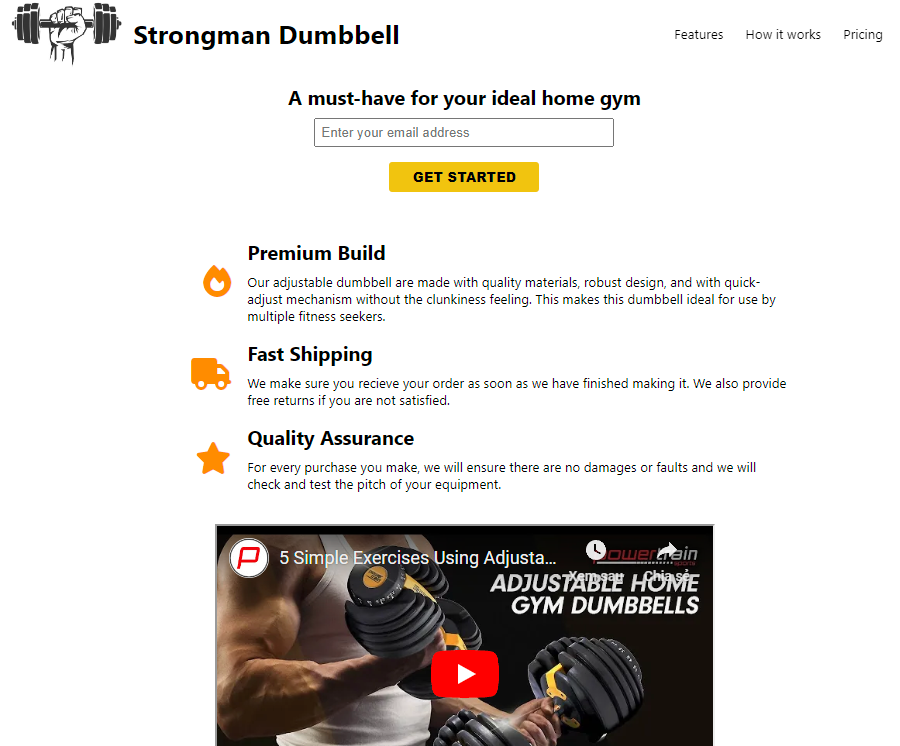 Strongman Dumbbell
Features
How it works
Pricing
A must-have for your ideal home gym
Enter your email address
GET STARTED
Premium Build
Our adjustable dumbbell are made with quality materials, robust design, and with quick-
adjust mechanism without the clunkiness feeling. This makes this dumbbell ideal for use by
multiple fitness seekers.
Fast Shipping
We make sure you recieve your order as soon as we have finished making it. We also provide
free returns if you are not satisfied.
Quality Assurance
For every purchase you make, we will ensure there are no damages or faults and we will
check and test the pitch of your equipment.
5 Simple Exercises Using Adjusta...
powertrain
sports
Xem sau
Chia sẻ
ADJUSTABLE HOME
GYM DUMBBELLS